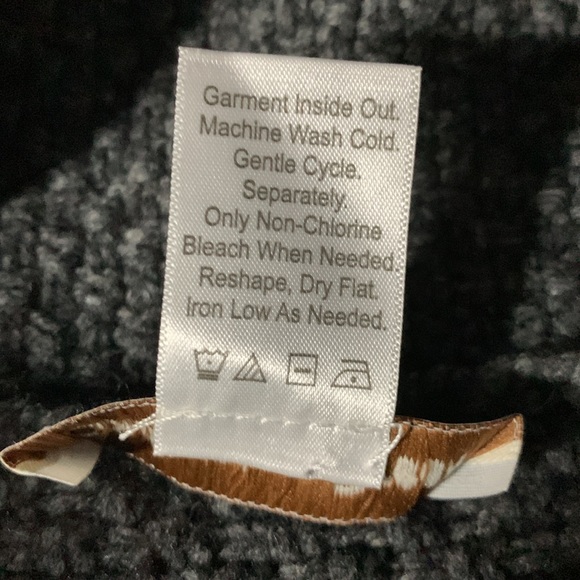 Garment Inside Out.
Machine Wash Cold.
Gentle Cycle.
Separately.
Only Non-Chlorine
Bleach When Needed.
Reshape, Dry Flat.
Iron Low As Needed.